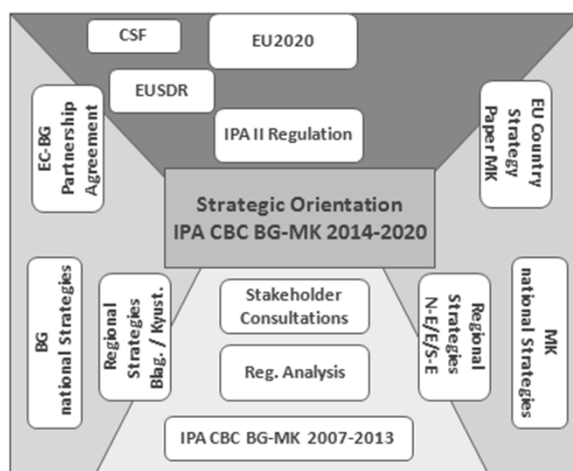 CSF
EU2020
EUSDR
IPA II Regulation
EC-BG
Partnership
Agreement
EU Country
Strategy
Paper MK
Strategic Orientation
IPA CBC BG-MK 2014-2020
BG
national Strategies
Regional
Strategies
Blag. / Kyust.
Stakeholder
Consultations
Reg. Analysis
IPA CBC BG-MK 2007-2013
Regional
Strategies
N-E/E/S-E
MK
national Strategies